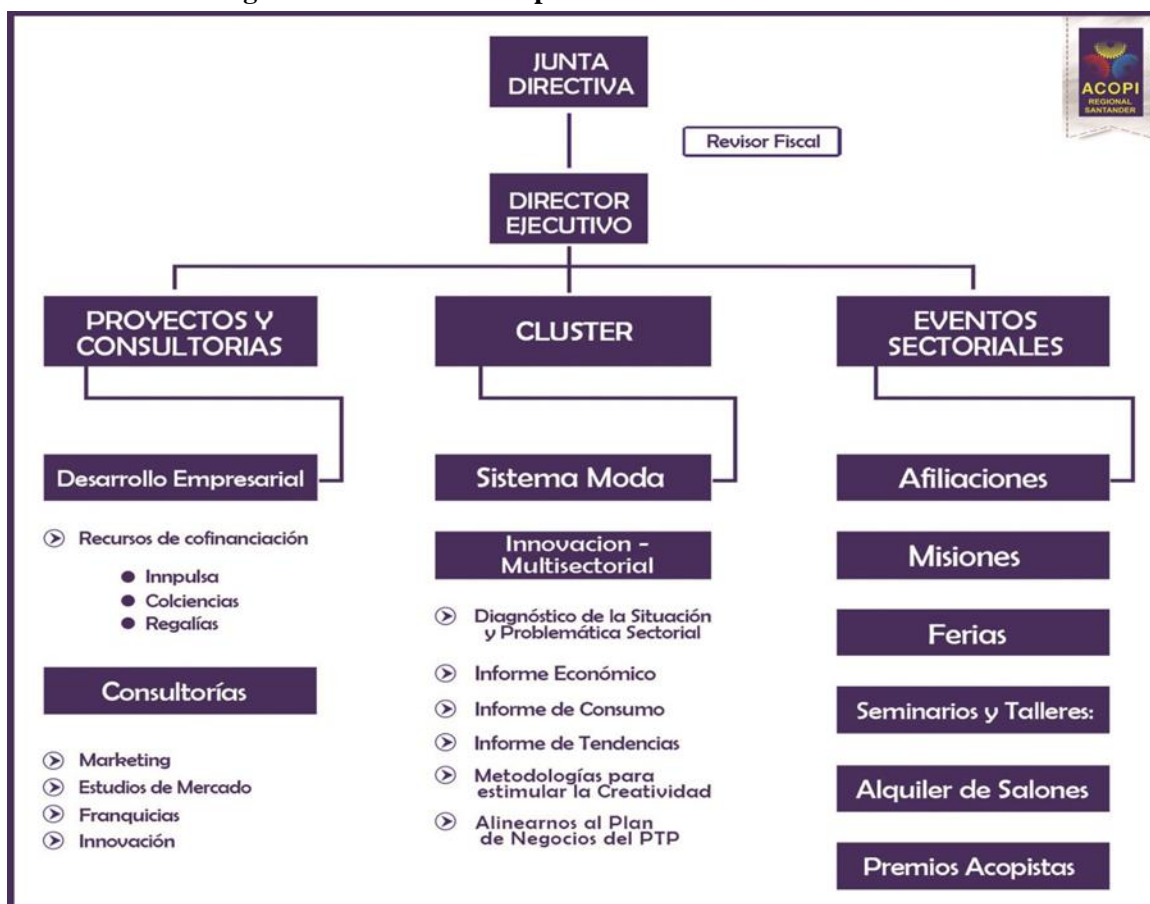 JUNTA
DIRECTIVA
ACOPI
REGIONAL
SANTANDER
Revisor Fiscal
DIRECTOR
EJECUTIVO
PROYECTOS Y
CONSULTORIAS
Desarrollo Empresarial
Recursos de cofinanciación
Innpulsa
Colciencias
Regalías
Consultorías
Marketing
Estudios de Mercado
Franquicias
Innovación
CLUSTER
Sistema Moda
Innovacion -
Multisectorial
Diagnóstico de la Situación
y Problemática Sectorial
Informe Económico
Informe de Consumo
Informe de Tendencias
Metodologías para
estimular la Creatividad
Alinearnos al Plan
de Negocios del PTP
EVENTOS
SECTORIALES
Afiliaciones
Misiones
Ferias
Seminarios y Talleres:
Alquiler de Salones
Premios Acopistas